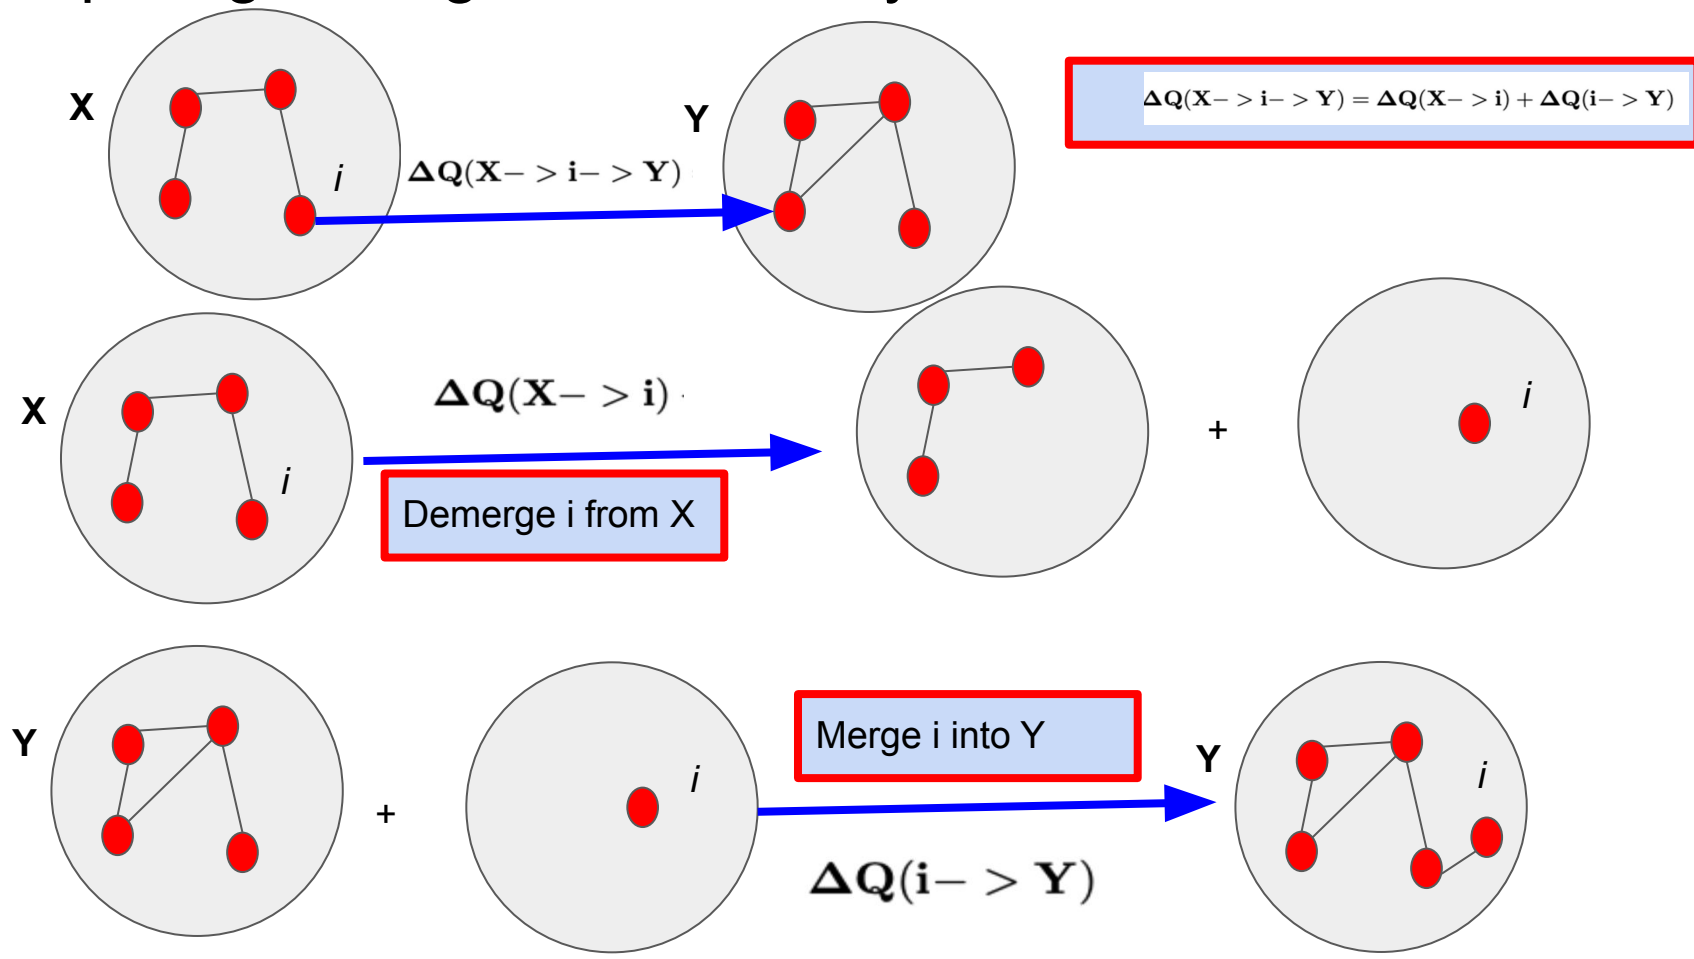 X
i
ΔQ(X− > i− > Y)
Y
ΔQ(X− > i− > Y) = ΔQ(X− > i) + ΔQ(i− > Y)
X
i
ΔQ(X− > i)
Demerge i from X
+
i
Y
+
i
Merge i into Y
ΔQ(i− > Y)
Y
i